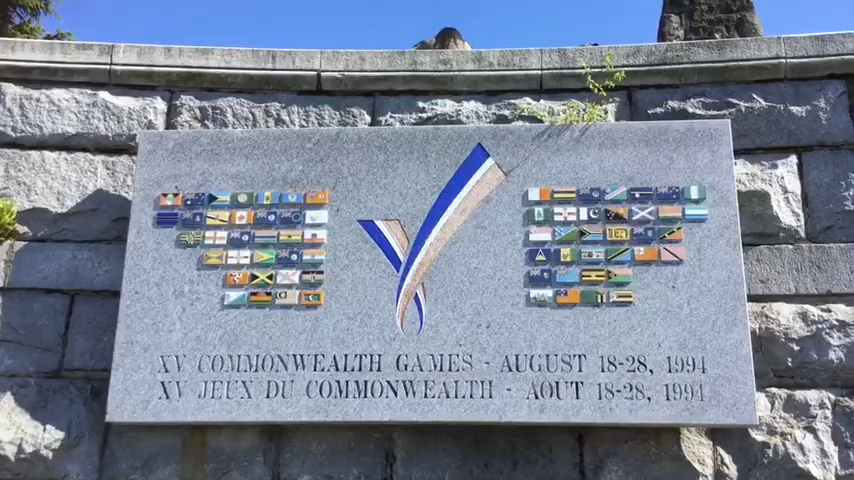 XV COMMONWEALTH GAMES - AUGUST 18-28, 1994
XV JEUX DU COMMONWEALTH - AOUT 18-28, 1994